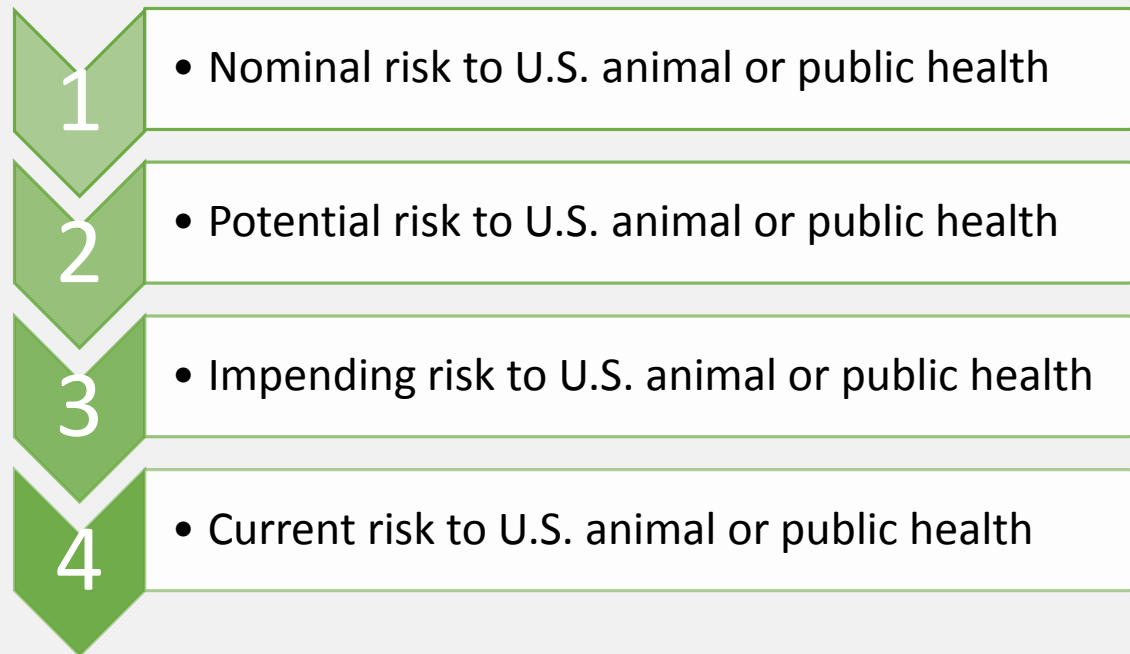 1
• Nominal risk to U.S. animal or public health
2
• Potential risk to U.S. animal or public health
3
• Impending risk to U.S. animal or public health
4
• Current risk to U.S. animal or public health